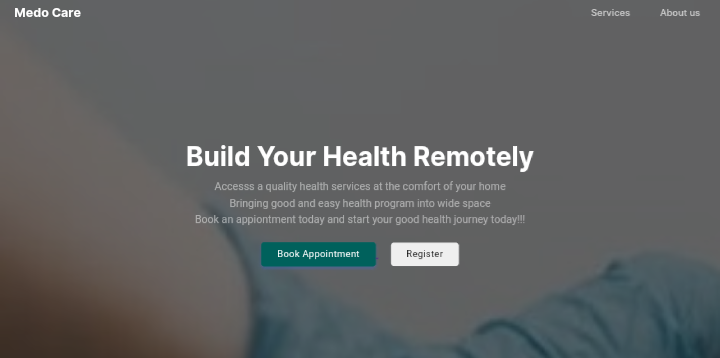 Medo Care
Services
About us
Build Your Health Remotely
Accesss a quality health services at the comfort of your home
Bringing good and easy health program into wide space
Book an appiontment today and start your good health journey today!!!
Book Appointment
Register